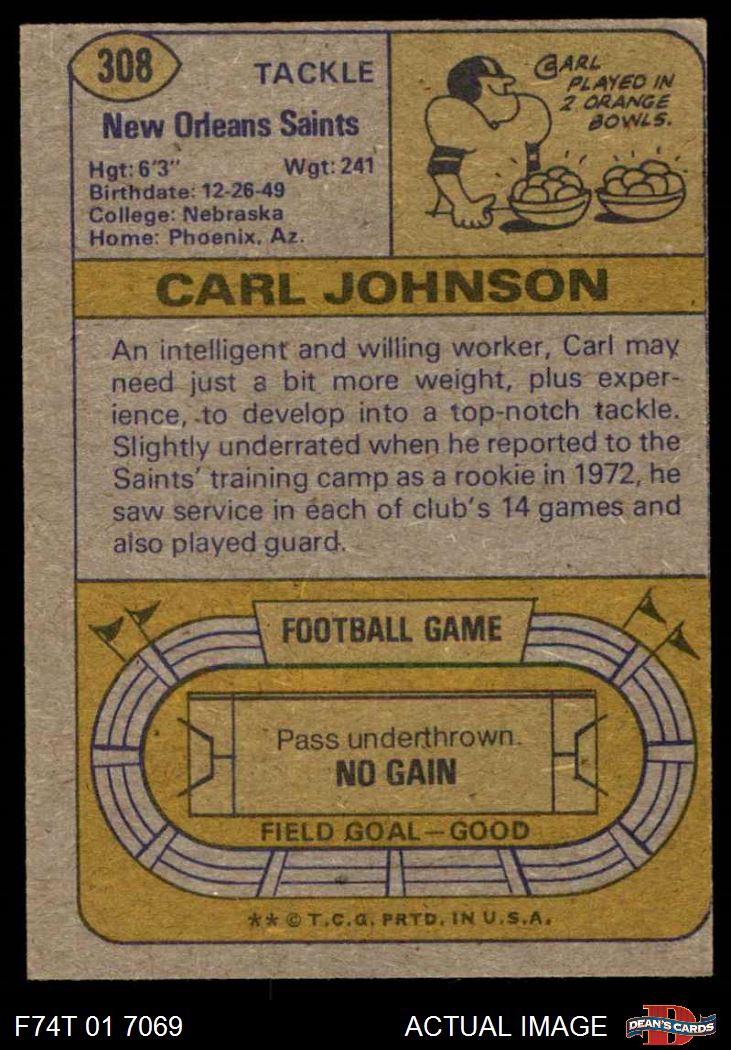 308
TACKLE
New Orleans Saints
Hgt: 6'3" Wgt: 241
Birthdate: 12-26-49
College: Nebraska
Home: Phoenix, Az.
CARL
PLAYED IN
2 ORANGE
BOWLS.
CARL JOHNSON
An intelligent and willing worker, Carl may
need just a bit more weight, plus exper-
ience, to develop into a top-notch tackle.
Slightly underrated when he reported to the
Saints' training camp as a rookie in 1972, he
saw service in each of club's 14 games and
also played guard.
FOOTBALL GAME
Pass underthrown.
NO GAIN
FIELD GOAL—GOOD
** © T.C.G. PRTD. IN U.S.A.
F74T 01 7069
ACTUAL IMAGE
D
DEAN'S CARDS